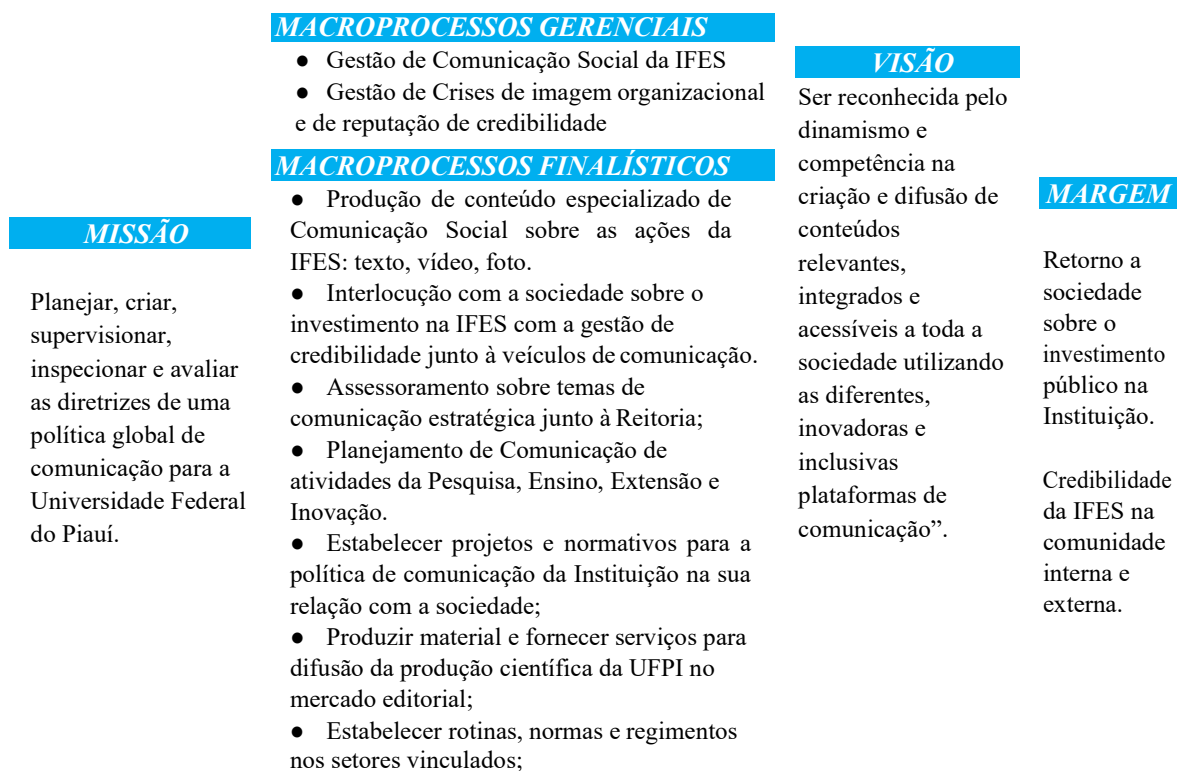 MISSÃO
Planejar, criar,
supervisionar,
inspecionar e avaliar
as diretrizes de uma
política global de
comunicação para a
Universidade Federal
do Piauí.
MACROPROCESSOS GERENCIAIS
● Gestão de Comunicação Social da IFES
● Gestão de Crises de imagem organizacional
e de reputação de credibilidade
MACROPROCESSOS FINALÍSTICOS
● Produção de conteúdo especializado de
Comunicação Social sobre as ações da
IFES: texto, vídeo, foto.
● Interlocução com a sociedade sobre o
investimento na IFES com a gestão de
credibilidade junto à veículos de comunicação.
● Assessoramento sobre temas de
comunicação estratégica junto à Reitoria;
● Planejamento de Comunicação de
atividades da Pesquisa, Ensino, Extensão e
Inovação.
● Estabelecer projetos e normativos para a
política de comunicação da Instituição na sua
relação com a sociedade;
● Produzir material e fornecer serviços para
difusão da produção científica da UFPI no
mercado editorial;
● Estabelecer rotinas, normas e regimentos
nos setores vinculados;
VISÃO
Ser reconhecida pelo
dinamismo e
competência na
criação e difusão de
conteúdos
relevantes,
integrados e
acessíveis a toda a
sociedade utilizando
as diferentes,
inovadoras e
inclusivas
plataformas de
comunicação”.
MARGEM
Retorno a
sociedade
sobre o
investimento
público na
Instituição.
Credibilidade
da IFES na
comunidade
interna e
externa.